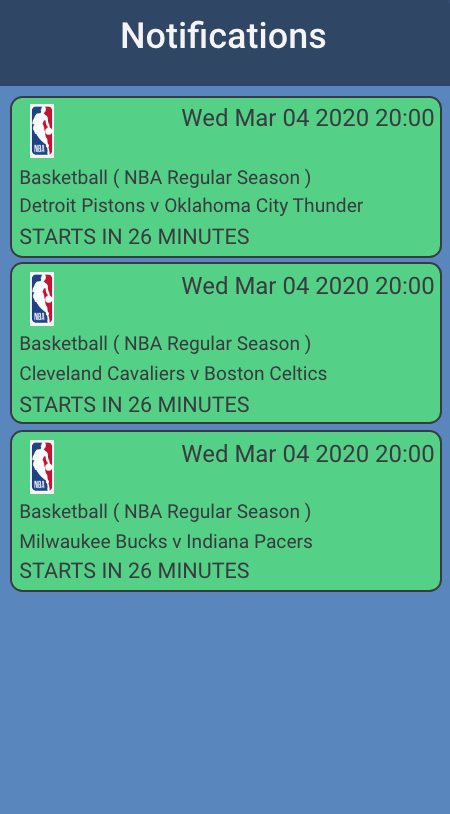 Notifications
NBA
Wed Mar 04 2020 20:00
Basketball ( NBA Regular Season )
Detroit Pistons v Oklahoma City Thunder
STARTS IN 26 MINUTES
NBA
Wed Mar 04 2020 20:00
Basketball ( NBA Regular Season )
Cleveland Cavaliers v Boston Celtics
STARTS IN 26 MINUTES
NBA
Wed Mar 04 2020 20:00
Basketball ( NBA Regular Season )
Milwaukee Bucks v Indiana Pacers
STARTS IN 26 MINUTES